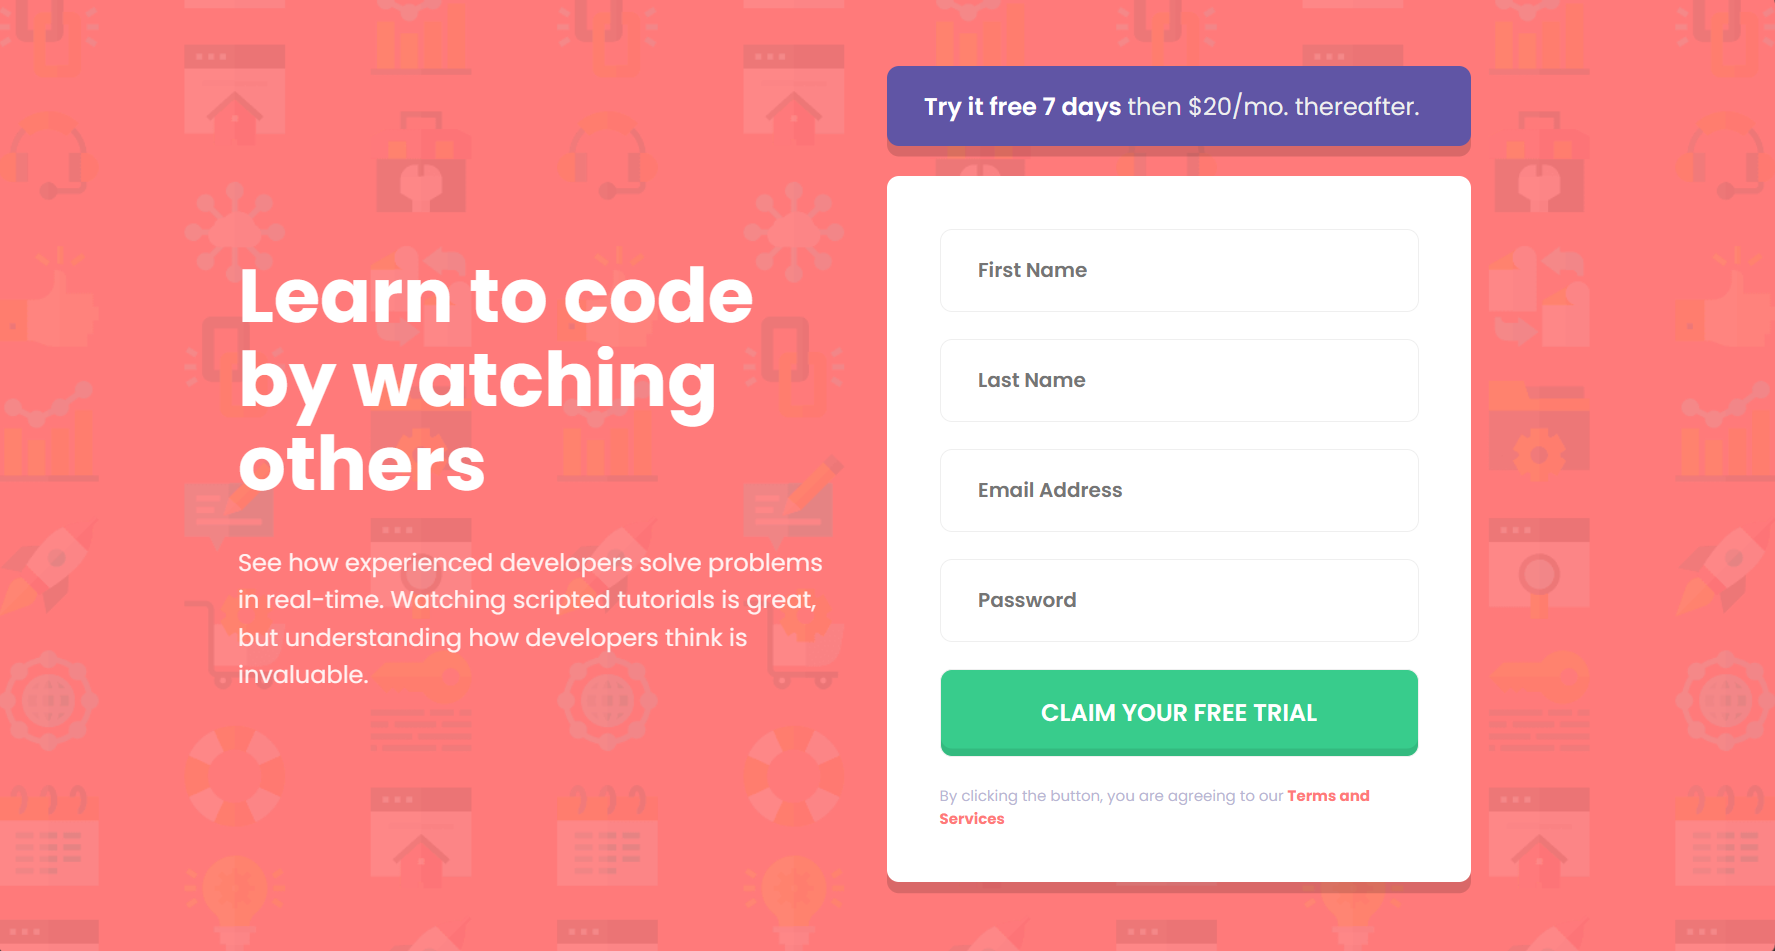 Learn to code
by watching
others
See how experienced developers solve problems
in real-time. Watching scripted tutorials is great,
but understanding how developers think is
invaluable.
Try it free 7 days then $20/mo. thereafter.
First Name
Last Name
Email Address
Password
CLAIM YOUR FREE TRIAL
By clicking the button, you are agreeing to our Terms and
Services